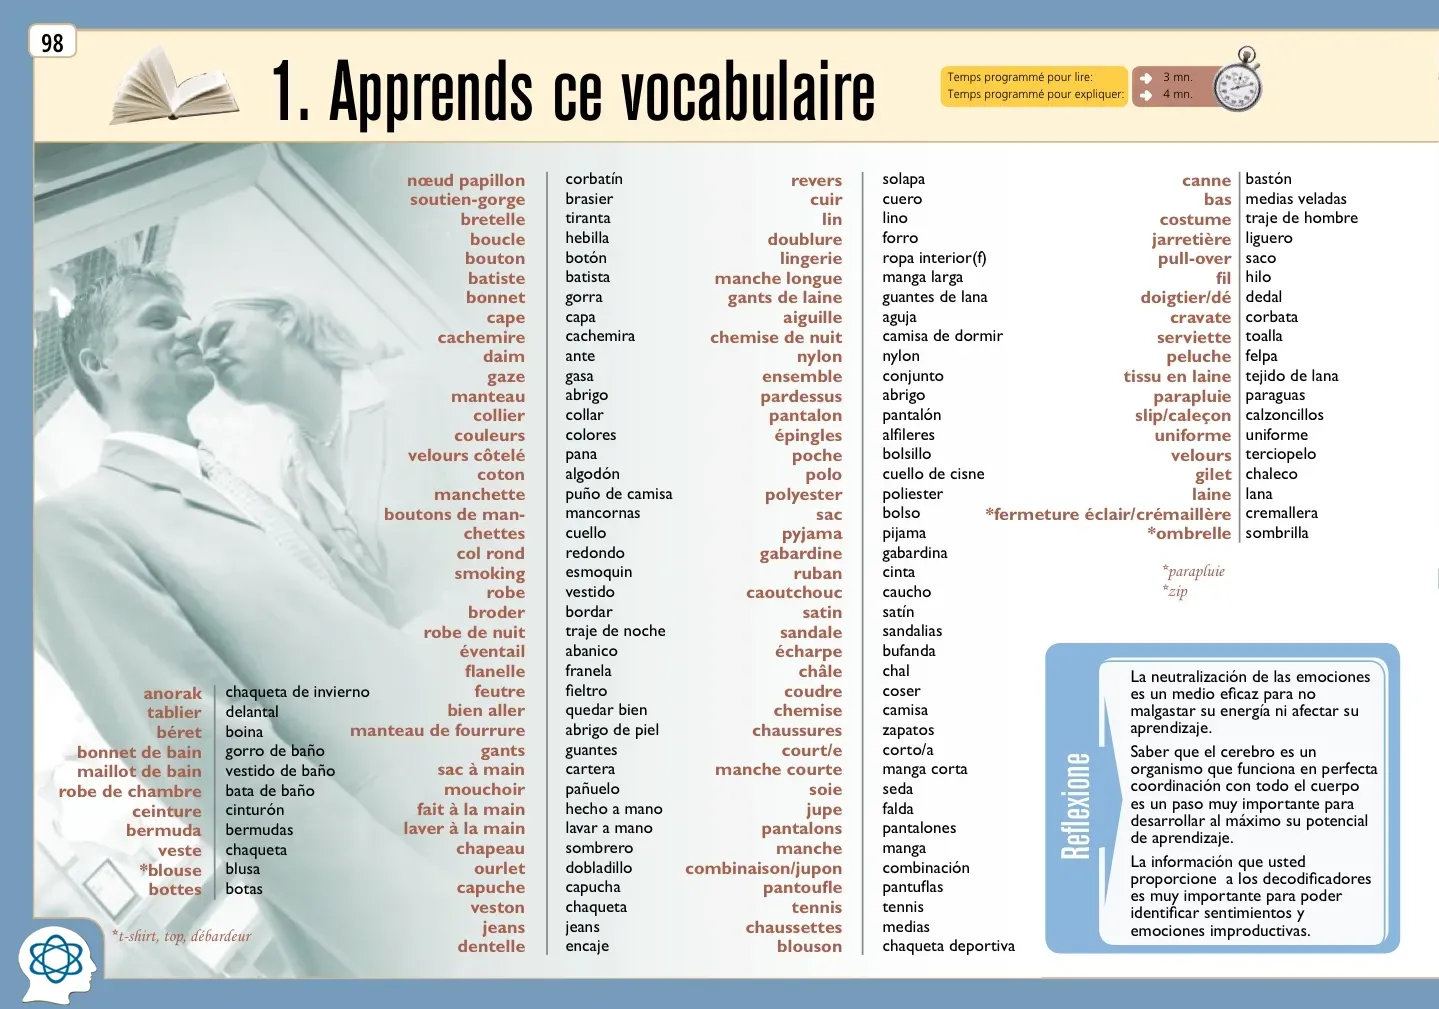 98
1. Apprends ce vocabulaire
Temps programmé pour lire: 3 mn.
Temps programmé pour expliquer: 4 mn.
anorak chaqueta de invierno
tablier delantal
béret boina
bonnet de bain gorro de baño
maillot de bain vestido de baño
robe de chambre bata de baño
ceinture cinturón
bermuda bermudas
veste chaqueta
*blouse blusa
bottes botas
*t-shirt, top, débardeur
nœud papillon corbatín
soutien-gorge brasier
bretelle tiranta
boucle hebilla
bouton botón
batiste batista
bonnet gorra
cape capa
cachemire cachemira
daim ante
gaze gasa
manteau abrigo
collier collar
couleurs colores
velours côtelé pana
coton algodón
manchette puño de camisa
boutons de man- mancornas
chettes cuello
col rond redondo
smoking esmoquin
robe vestido
broder bordar
robe de nuit traje de noche
éventail abanico
flanelle franela
feutre fieltro
bien aller quedar bien
manteau de fourrure abrigo de piel
gants guantes
sac à main cartera
mouchoir pañuelo
fait à la main hecho a mano
laver à la main lavar a mano
chapeau sombrero
ourlet dobladillo
capuche capucha
veston chaqueta
jeans jeans
dentelle encaje
revers solapa
cuir cuero
lin lino
doublure forro
lingerie ropa interior(f)
manche longue manga larga
gants de laine guantes de lana
aiguille aguja
chemise de nuit camisa de dormir
nylon nylon
ensemble conjunto
pardessus abrigo
pantalon pantalón
épingles alfileres
poche bolsillo
polo cuello de cisne
polyester poliester
sac bolso
pyjama pijama
gabardine gabardina
ruban cinta
caoutchouc caucho
satin satín
sandale sandalias
écharpe bufanda
châle chal
coudre coser
chemise camisa
chaussures zapatos
court/e corto/a
manche courte manga corta
soie seda
jupe falda
pantalons pantalones
manche manga
combinaison/jupon combinación
pantoufle pantuflas
tennis tennis
chaussettes medias
blouson chaqueta deportiva
canne bastón
bas medias veladas
costume traje de hombre
jarretière liguero
pull-over saco
fil hilo
doigtier/dé dedal
cravate corbata
serviette toalla
peluche felpa
tissu en laine tejido de lana
parapluie paraguas
slip/caleçon calzoncillos
uniforme uniforme
velours terciopelo
gilet chaleco
laine lana
*fermeture éclair/crémaillère cremallera
*ombrelle sombrilla
*parapluie
*zip
Reflexione
La neutralización de las emociones
es un medio eficaz para no
malgastar su energía ni afectar su
aprendizaje.
Saber que el cerebro es un
organismo que funciona en perfecta
coordinación con todo el cuerpo
es un paso muy importante para
desarrollar al máximo su potencial
de aprendizaje.
La información que usted
proporcione a los decodificadores
es muy importante para poder
identificar sentimientos y
emociones improductivas.